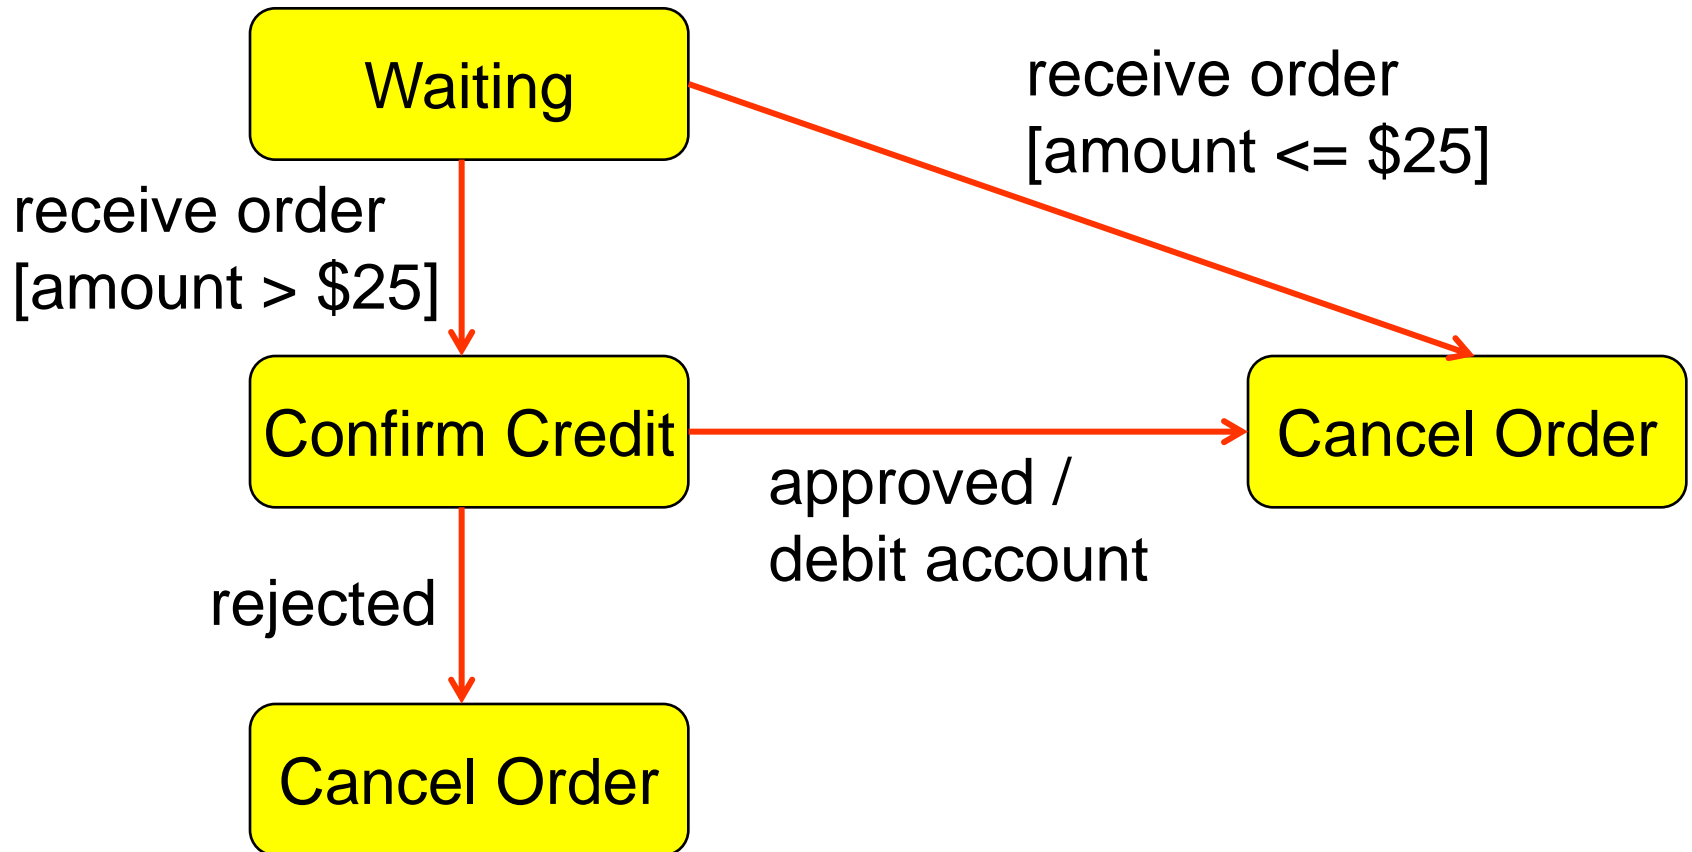 Waiting
receive order
[amount <= $25]
receive order
[amount > $25]
Confirm Credit
Cancel Order
approved /
debit account
rejected
Cancel Order